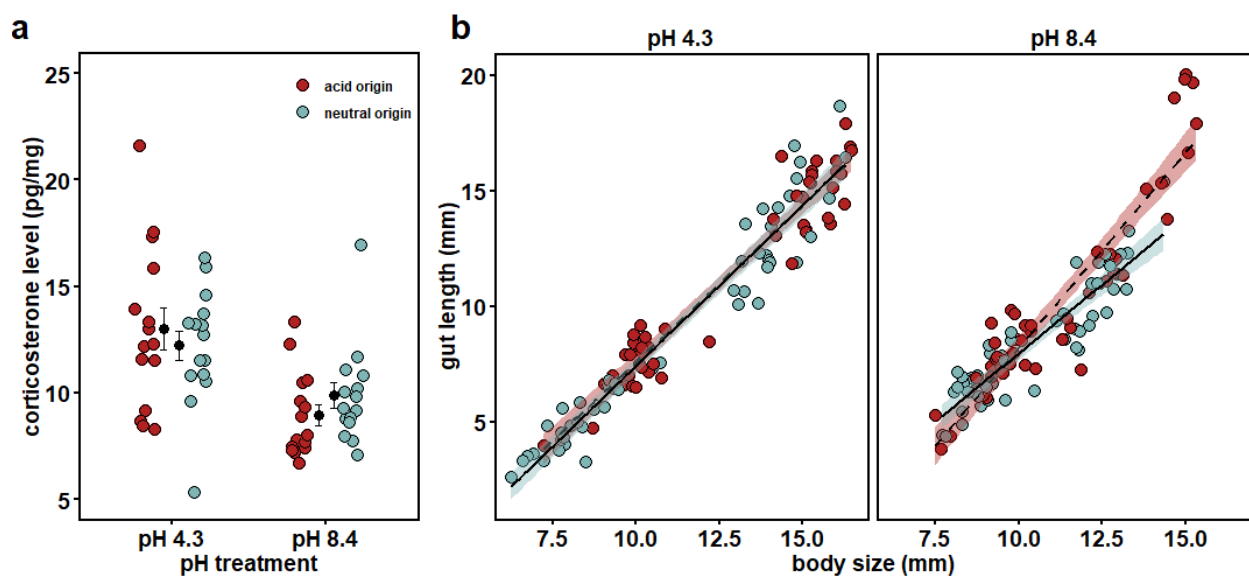 a
corticosterone level (pg/mg)
25
20
15
10
5
acid origin
neutral origin
pH 4.3 pH 8.4
pH treatment
b
pH 4.3 pH 8.4
gut length (mm)
20
15
10
5
7.5 10.0 12.5 15.0 7.5 10.0 12.5 15.0
body size (mm)